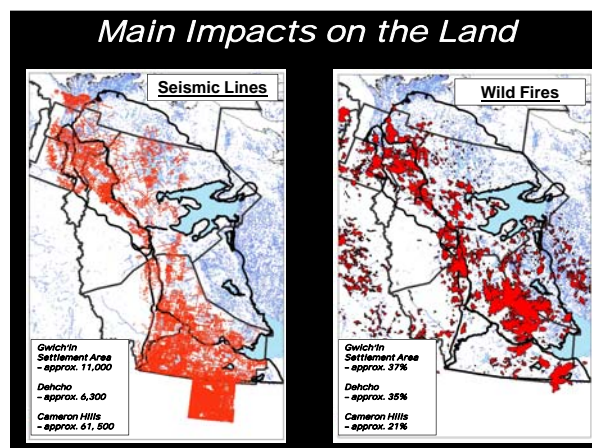 Main Impacts on the Land
Seismic Lines
Gwich'in
Settlement Area
– approx. 11,000
Dehcho
– approx. 6,300
Cameron Hills
– approx. 61, 500
Wild Fires
Gwich'in
Settlement Area
– approx. 37%
Dehcho
– approx. 35%
Cameron Hills
– approx. 21%